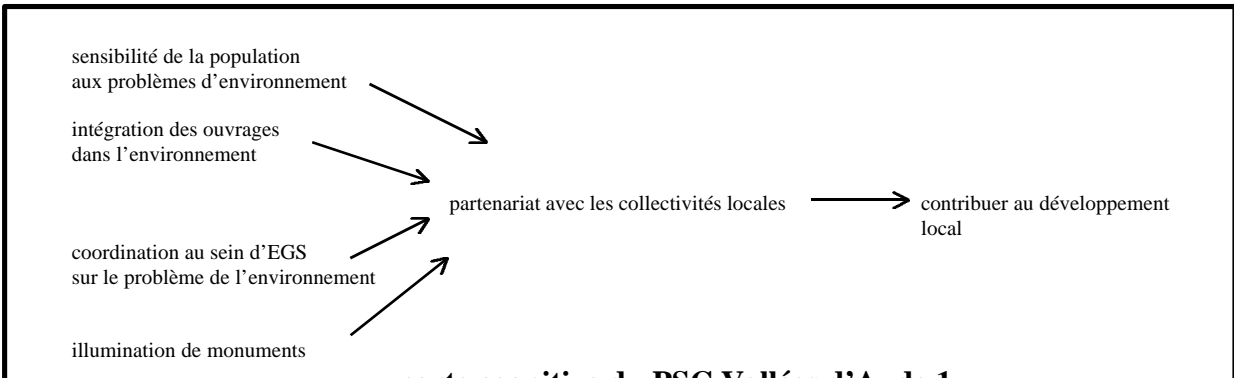 sensibilité de la population
aux problèmes d’environnement
intégration des ouvrages
dans l’environnement
partenariat avec les collectivités locales
contribuer au développement
local
coordination au sein d’EGS
sur le problème de l’environnement
illumination de monuments